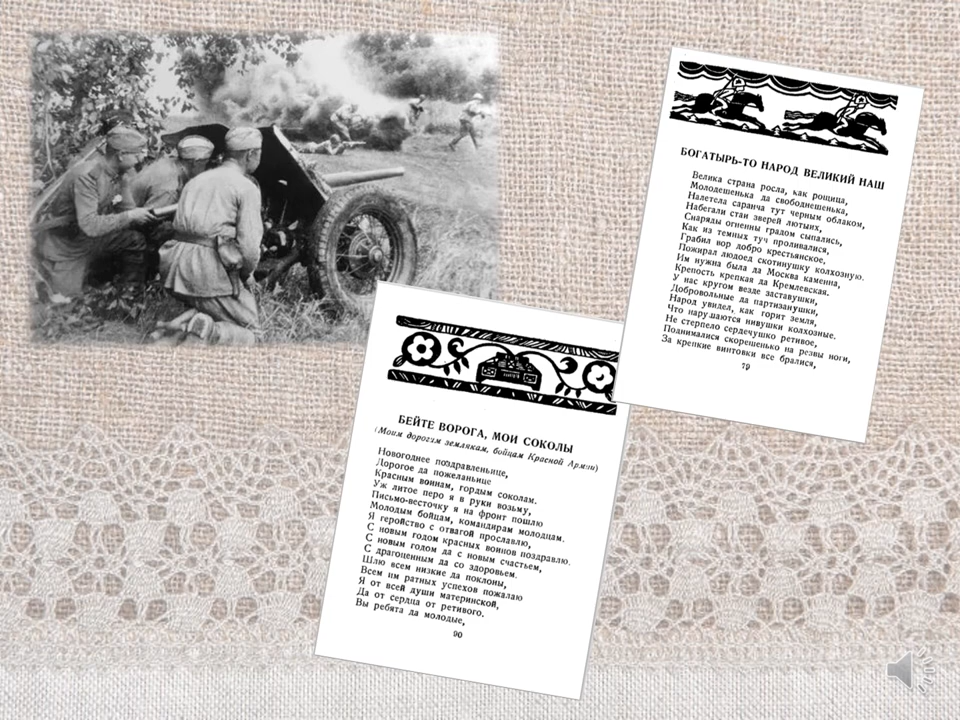 БОГАТЫРЬ-ТО НАРОД ВЕЛИКИЙ НАШ
Велика страна росла, как рощица,
Молодешенька да свободнешенька,
Налетела саранча тут черным облаком,
Набегали стаи зверей лютыих,
Снаряды огненны градом сыпались,
Как из темных туч проливалися,
Грабил вор добро крестьянское,
Пожирал людоед скотинушку колхозную.
Им нужна была да Москва каменна,
Крепость крепкая да Кремлевская.
У нас кругом везде заставушки,
Добровольные да партизанушки,
Народ увидел, как горит земля,
Что нарушаются нивушки колхозные.
Не стерпело сердечушко ретивое,
Поднималися скорешенько на резвы ноги,
За крепкие винтовки все бралися,
79
БЕЙТЕ ВОРОГА, МОИ СОКОЛЫ
(Моим дорогим землякам, бойцам Красной Армии)
Новогоднее поздравленьице,
Дорогое да пожеланьице
Красным воинам, гордым соколам.
Уж литое перо я в руки возьму,
Письмо-весточку я на фронт пошлю
Молодым бойцам, командирам молодцам.
Я геройство с отвагой прославлю,
С новым годом красных воинов поздравлю.
С новым годом да с новым счастьем,
С драгоценным да со здоровьем.
Шлю всем низкие да поклоны,
Всем им ратных успехов пожалаю
Я от всей души материнской,
Да от сердца от ретивого.
Вы ребята да молодые,
90